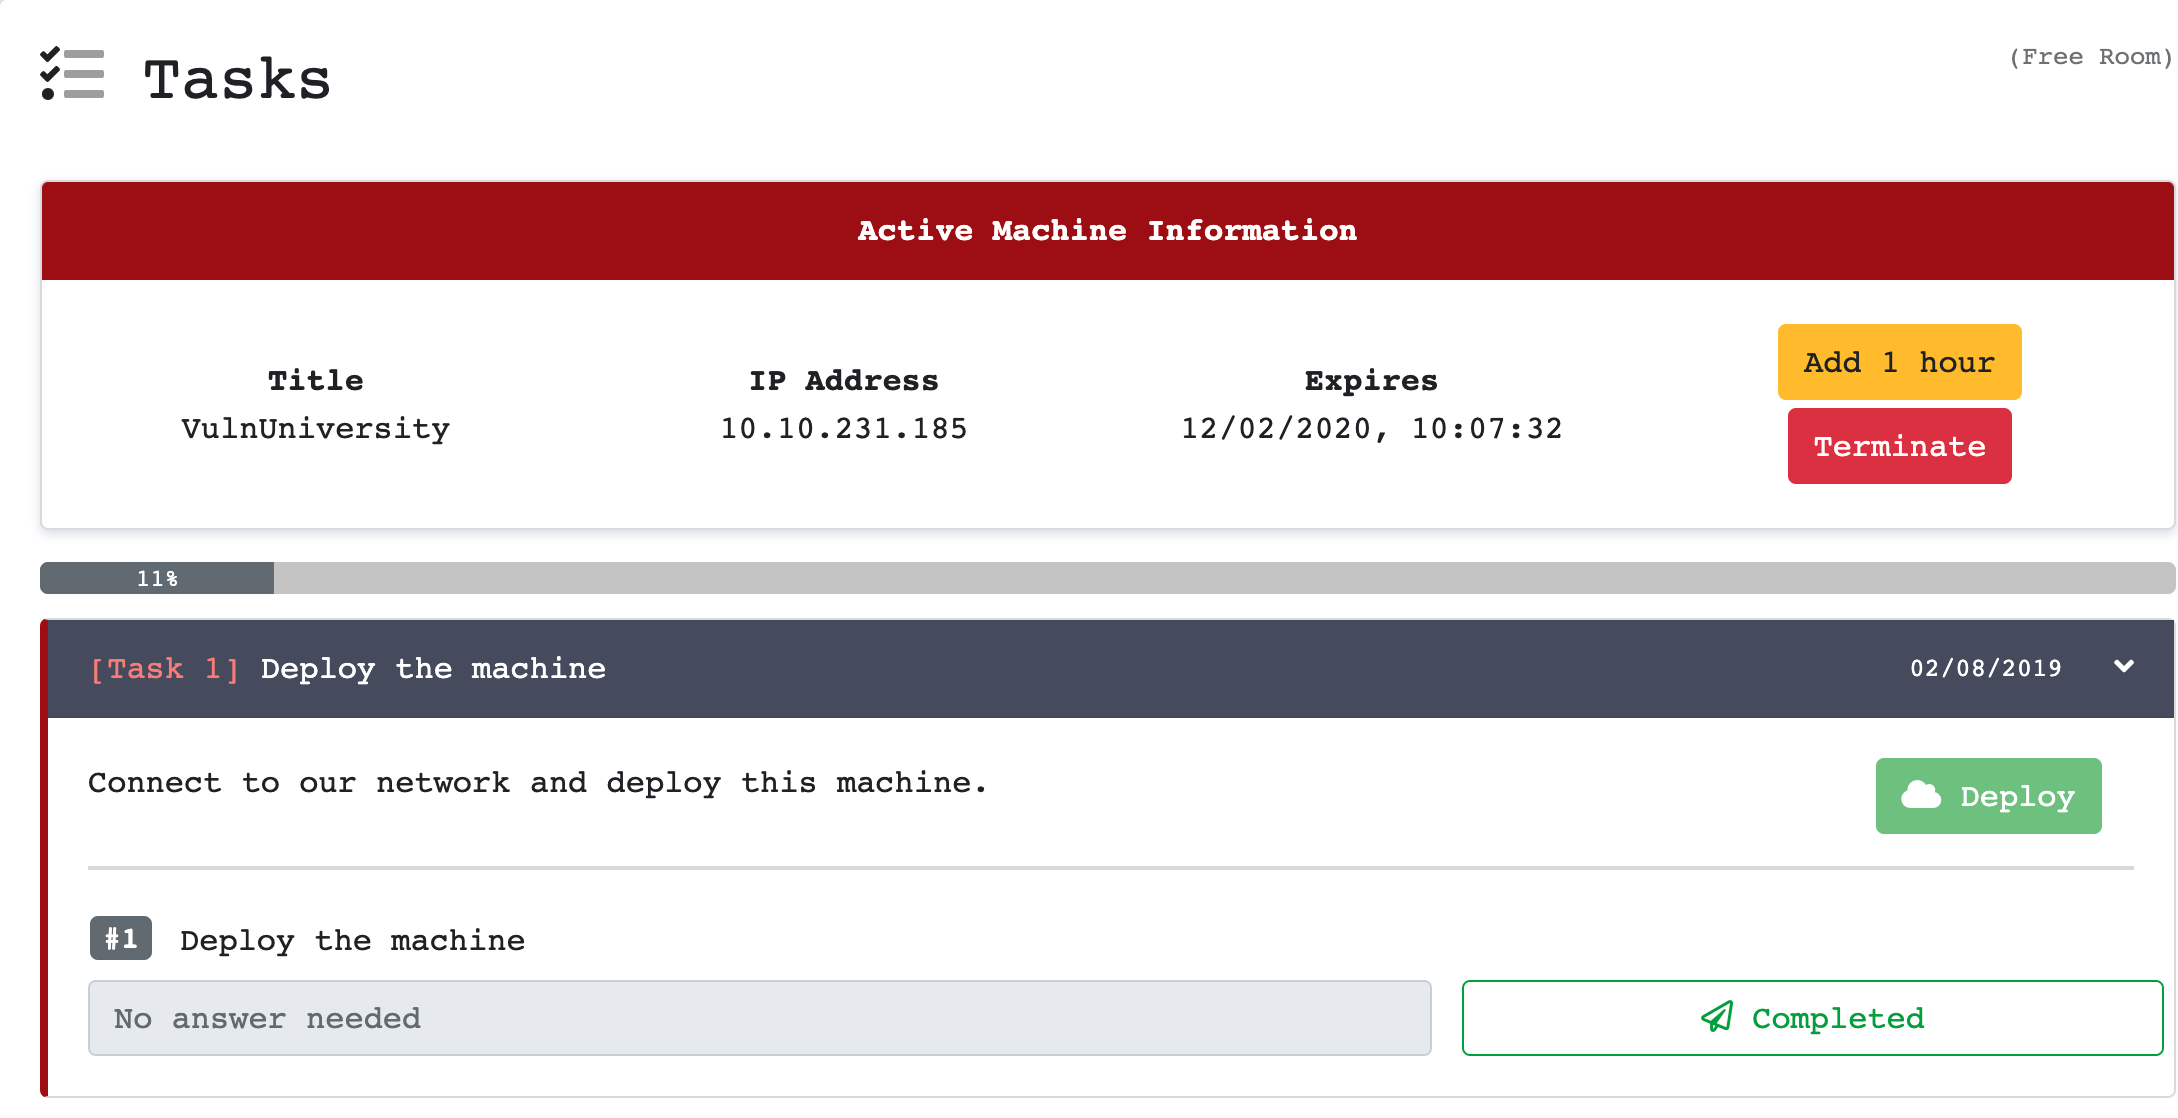 Tasks
(Free Room)
Active Machine Information
Title
VulnUniversity
IP Address
10.10.231.185
Expires
12/02/2020, 10:07:32
Add 1 hour
Terminate
11%
[Task 1] Deploy the machine
02/08/2019
Connect to our network and deploy this machine.
Deploy
#1 Deploy the machine
No answer needed
Completed